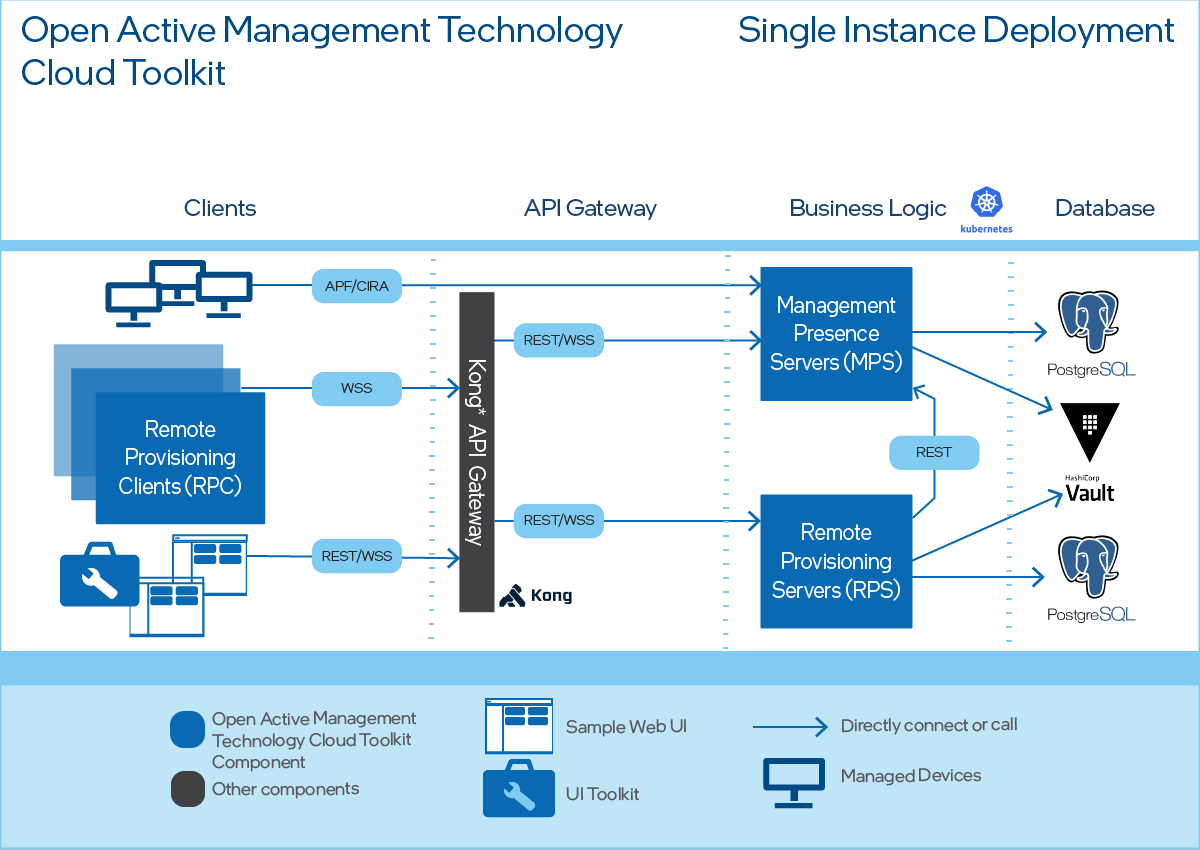 Open Active Management Technology
Cloud Toolkit
Single Instance Deployment
Clients
API Gateway
Business Logic
kubernetes
Database
APF/CIRA
Management
Presence
Servers (MPS)
REST/WSS
PostgreSQL
WSS
Kong* API Gateway
Remote
Provisioning
Clients (RPC)
REST
HashiCorp
Vault
REST/WSS
REST/WSS
Remote
Provisioning
Servers (RPS)
Kong
PostgreSQL
Open Active Management
Technology Cloud Toolkit
Component
Other components
Sample Web UI
UI Toolkit
Directly connect or call
Managed Devices